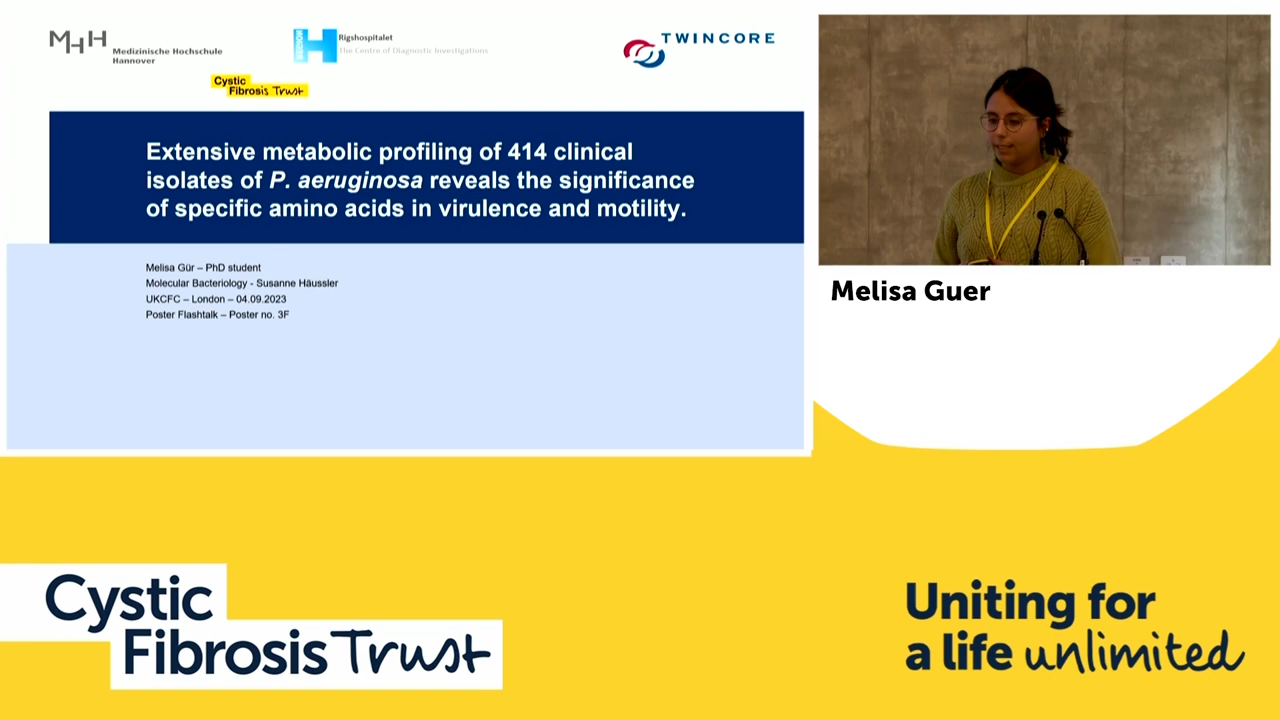 MHH
Medizinische Hochschule
Hannover
REGION
H
Rigshospitalet
The Centre of Diagnostic Investigations
TWINCORE
Cystic
Fibrosis Trust
Extensive metabolic profiling of 414 clinical
isolates of P. aeruginosa reveals the significance
of specific amino acids in virulence and motility.
Melisa Gür – PhD student
Molecular Bacteriology - Susanne Häussler
UKCFC – London – 04.09.2023
Poster Flashtalk – Poster no. 3F
Melisa Guer
Cystic
Fibrosis Trust
Uniting for
a life unlimited